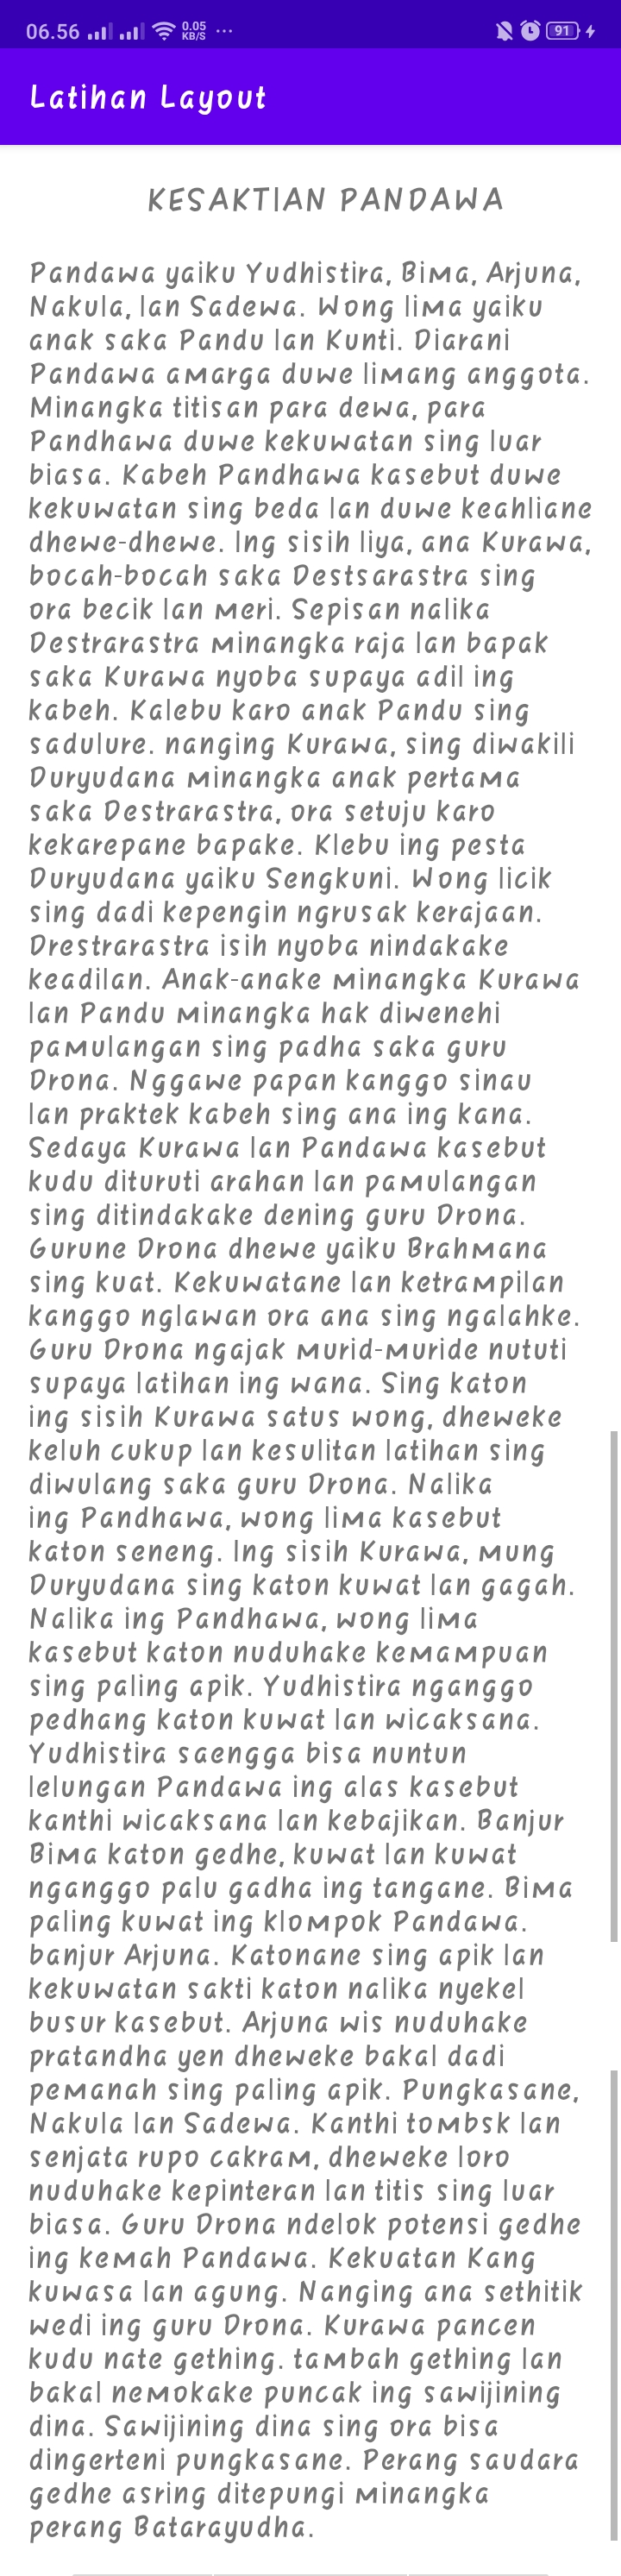 06.56 0.05 KB/S ... 91
Latihan Layout
KESAKTIAN PANDAWA
Pandawa yaiku Yudhistira, Bima, Arjuna,
Nakula, lan Sadewa. Wong lima yaiku
anak saka Pandu lan Kunti. Diarani
Pandawa amarga duwe limang anggota.
Minangka titisan para dewa, para
Pandhawa duwe kekuwatan sing luar
biasa. Kabeh Pandhawa kasebut duwe
kekuwatan sing beda lan duwe keahliane
dhewe-dhewe. Ing sisih liya, ana Kurawa,
bocah-bocah saka Destsarastra sing
ora becik lan meri. Sepisan nalika
Destrarastra minangka raja lan bapak
saka Kurawa nyoba supaya adil ing
kabeh. Kalebu karo anak Pandu sing
sadulure. nanging Kurawa, sing diwakili
Duryudana minangka anak pertama
saka Destrarastra, ora setuju karo
kekarepane bapake. Klebu ing pesta
Duryudana yaiku Sengkuni. Wong licik
sing dadi kepengin ngrusak kerajaan.
Drestrarastra isih nyoba nindakake
keadilan. Anak-anake minangka Kurawa
lan Pandu minangka hak diwenehi
pamulangan sing padha saka guru
Drona. Nggawe papan kanggo sinau
lan praktek kabeh sing ana ing kana.
Sedaya Kurawa lan Pandawa kasebut
kudu dituruti arahan lan pamulangan
sing ditindakake dening guru Drona.
Gurune Drona dhewe yaiku Brahmana
sing kuat. Kekuwatane lan ketrampilan
kanggo nglawan ora ana sing ngalahke.
Guru Drona ngajak murid-muride nututi
supaya latihan ing wana. Sing katon
ing sisih Kurawa satus wong, dheweke
keluh cukup lan kesulitan latihan sing
diwulang saka guru Drona. Nalika
ing Pandhawa, wong lima kasebut
katon seneng. Ing sisih Kurawa, mung
Duryudana sing katon kuwat lan gagah.
Nalika ing Pandhawa, wong lima
kasebut katon nuduhake kemampuan
sing paling apik. Yudhistira nganggo
pedhang katon kuwat lan wicaksana.
Yudhistira saengga bisa nuntun
lelungan Pandawa ing alas kasebut
kanthi wicaksana lan kebajikan. Banjur
Bima katon gedhe, kuwat lan kuwat
nganggo palu gadha ing tangane. Bima
paling kuwat ing klompok Pandawa.
banjur Arjuna. Katonane sing apik lan
kekuwatan sakti katon nalika nyekel
busur kasebut. Arjuna wis nuduhake
pratandha yen dheweke bakal dadi
pemanah sing paling apik. Pungkasane,
Nakula lan Sadewa. Kanthi tombsk lan
senjata rupo cakram, dheweke loro
nuduhake kepinteran lan titis sing luar
biasa. Guru Drona ndelok potensi gedhe
ing kemah Pandawa. Kekuatan Kang
kuwasa lan agung. Nanging ana sethitik
wedi ing guru Drona. Kurawa pancen
kudu nate gething. tambah gething lan
bakal nemokake puncak ing sawijining
dina. Sawijining dina sing ora bisa
dingerteni pungkasane. Perang saudara
gedhe asring ditepungi minangka
perang Batarayudha.